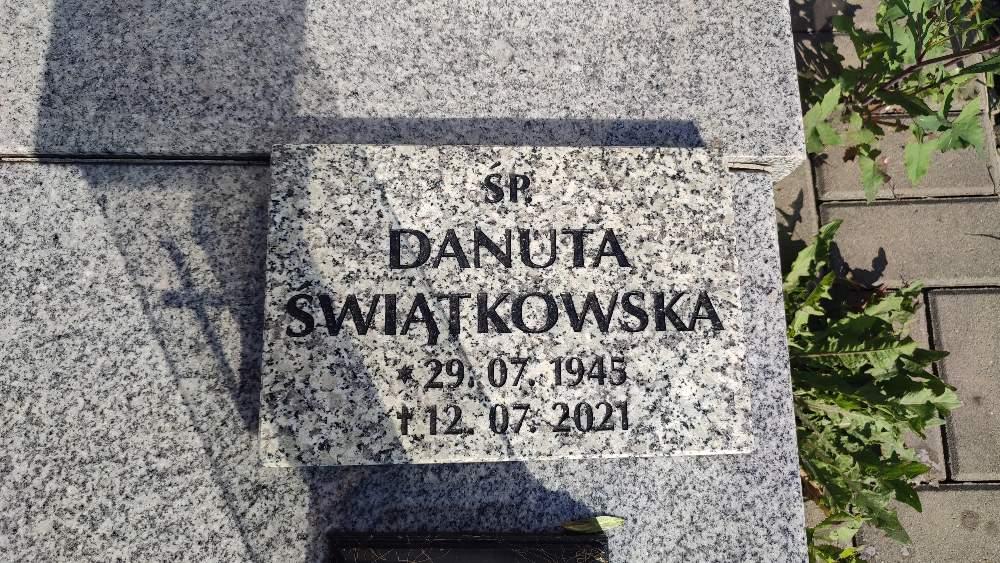 ŚP.
DANUTA
ŚWIĄTKOWSKA
* 29. 07. 1945
† 12. 07. 2021